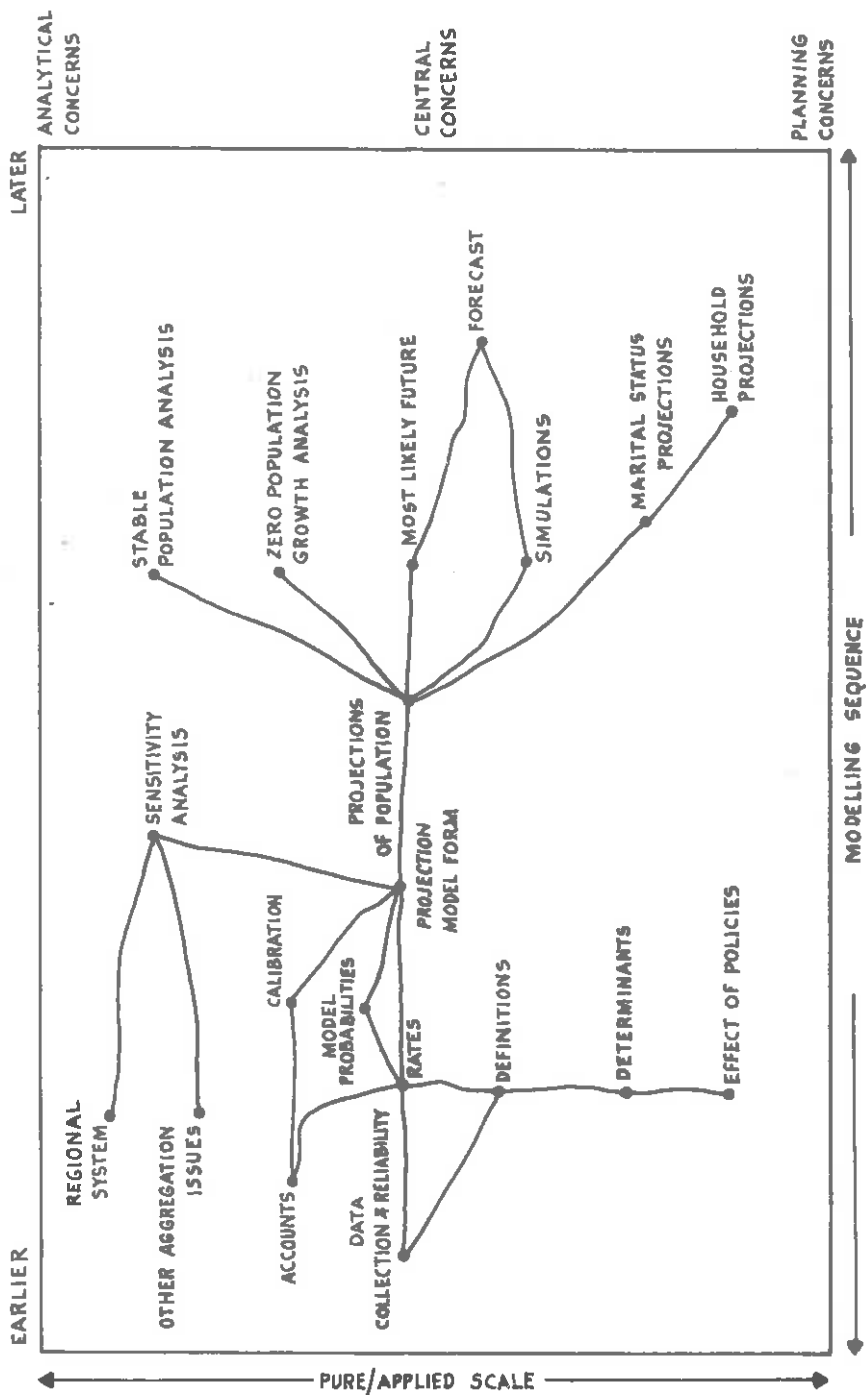 EARLIER
LATER
ANALYTICAL
CONCERNS
CENTRAL
CONCERNS
PLANNING
CONCERNS
REGIONAL
SYSTEM
OTHER AGGREGATION
ISSUES
SENSITIVITY
ANALYSIS
STABLE
POPULATION ANALYSIS
ZERO POPULATION
GROWTH ANALYSIS
ACCOUNTS
CALIBRATION
MODEL
PROBABILITIES
DATA
COLLECTION & RELIABILITY
RATES
PROJECTION
MODEL FORM
PROJECTIONS
OF POPULATION
MOST LIKELY FUTURE
FORECAST
SIMULATIONS
DEFINITIONS
DETERMINANTS
EFFECT OF POLICIES
MARITAL STATUS
PROJECTIONS
HOUSEHOLD
PROJECTIONS
PURE/APPLIED SCALE
MODELLING SEQUENCE